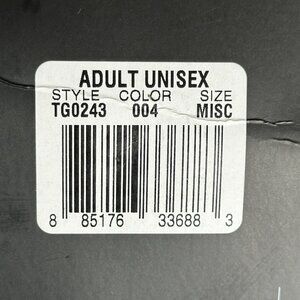 ADULT UNISEX
STYLE COLOR SIZE
TG0243 004 MISC
8 85176 33688 3